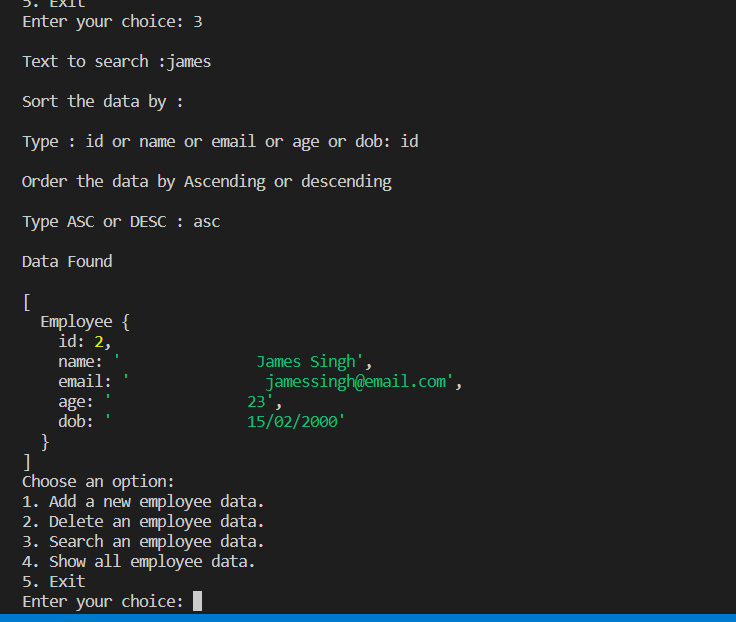 5. Exit
Enter your choice: 3
Text to search :james
Sort the data by :
Type : id or name or email or age or dob: id
Order the data by Ascending or descending
Type ASC or DESC : asc
Data Found
[
  Employee {
    id: 2,
    name: '               James Singh',
    email: '               jamessingh@email.com',
    age: '               23',
    dob: '               15/02/2000'
  }
]
Choose an option:
1. Add a new employee data.
2. Delete an employee data.
3. Search an employee data.
4. Show all employee data.
5. Exit
Enter your choice: